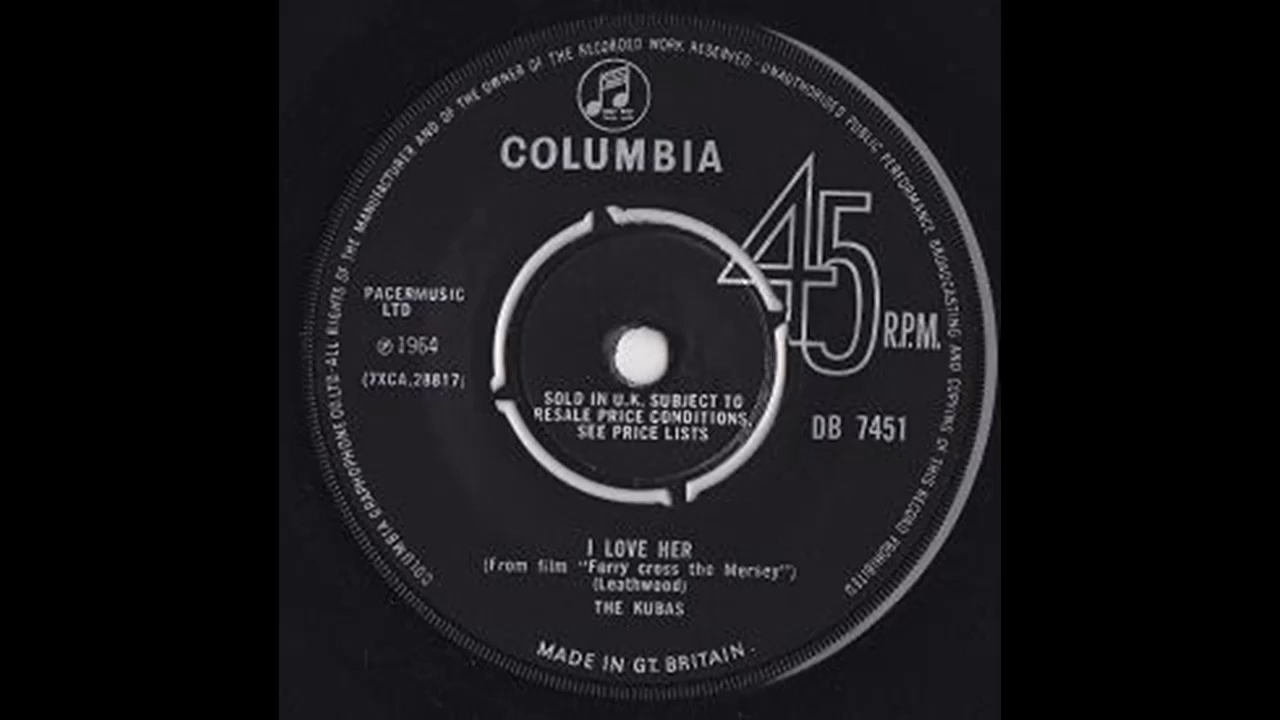 COLUMBIA GRAPHOPHONE CO. LTD·ALL RIGHTS OF THE MANUFACTURER AND OF THE OWNER OF THE RECORDED WORK RESERVED·UNAUTHORISED PUBLIC PERFORMANCE BROADCASTING AND COPYING OF THIS RECORD PROHIBITED
COLUMBIA
45
R.P.M.
PACERMUSIC
LTD
℗ 1964
(7XCA.28817)
SOLD IN U.K. SUBJECT TO
RESALE PRICE CONDITIONS,
SEE PRICE LISTS
DB 7451
I LOVE HER
(From film "Ferry cross the Mersey")
(Leathwood)
THE KUBAS
MADE IN GT. BRITAIN